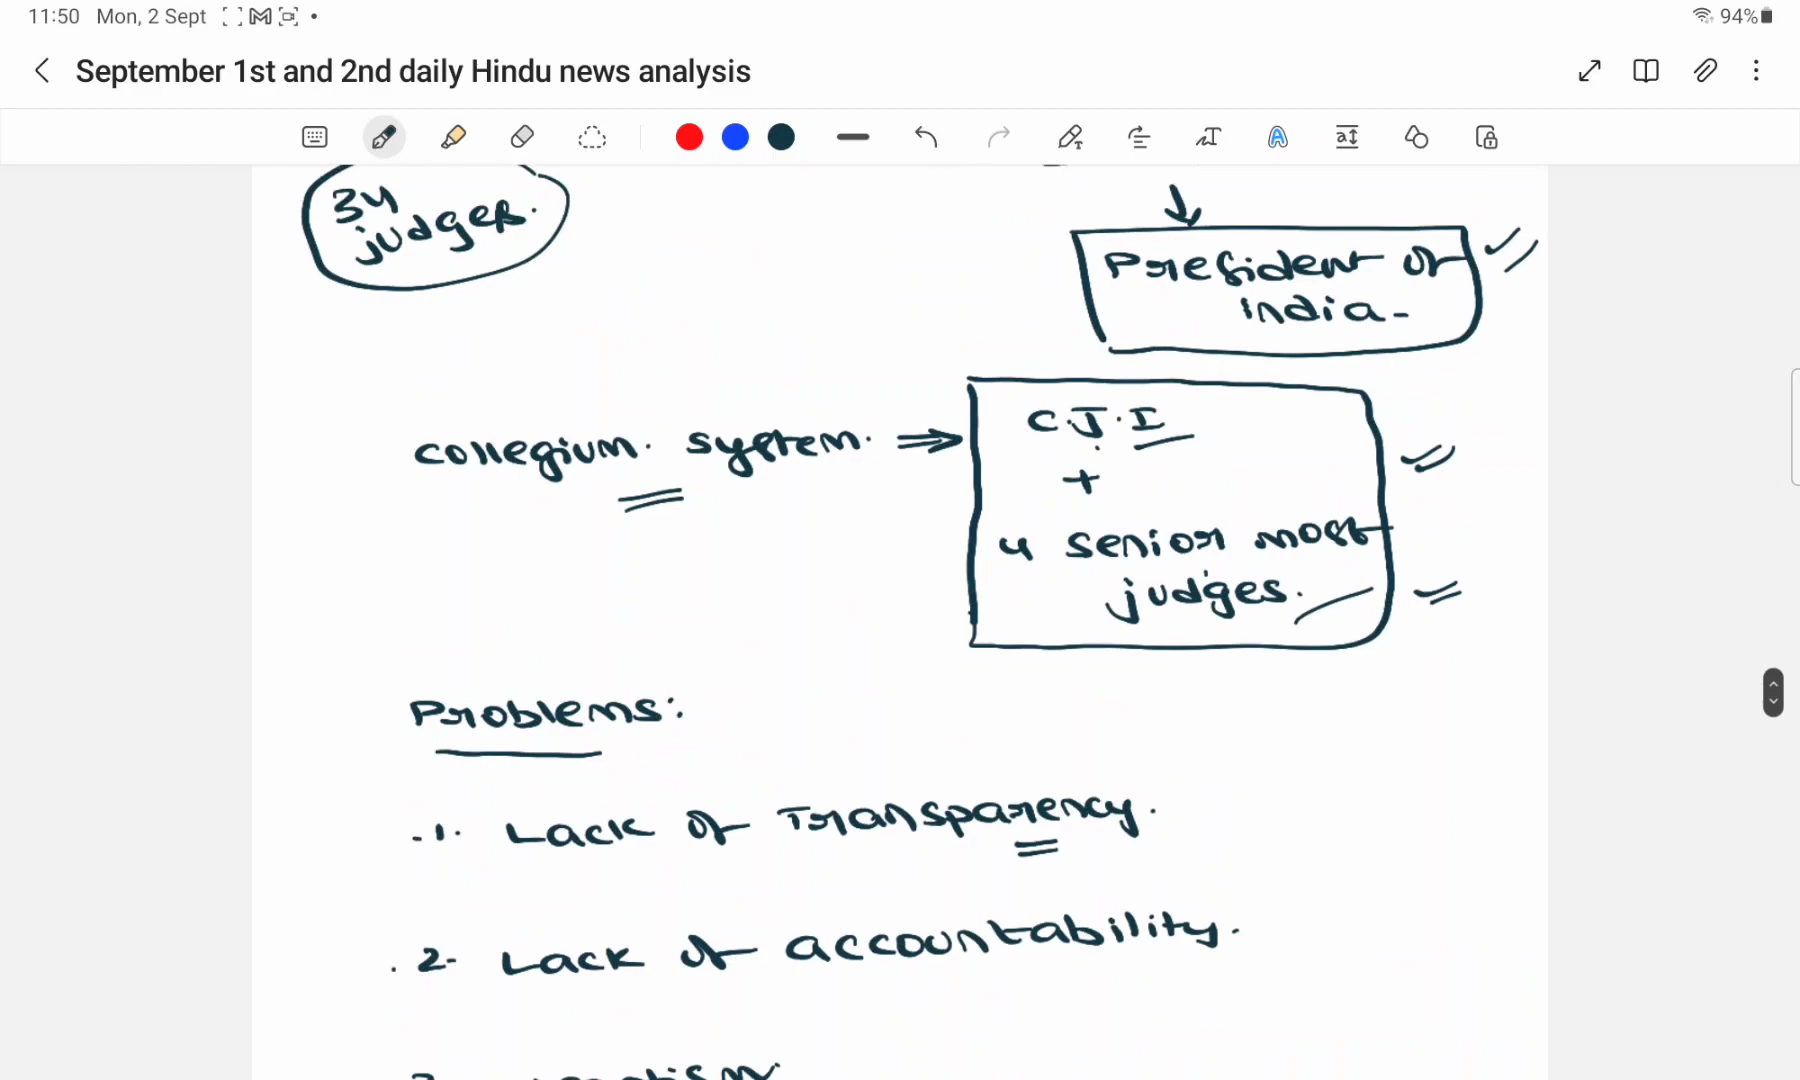 11:50 Mon, 2 Sept
94%
September 1st and 2nd daily Hindu news analysis
34
judges.
President of
india-
collegium. system.
C.J.I
+
4 senior most
judges.
Problems:
.1. Lack of Transparency.
.2- Lack of accountability.